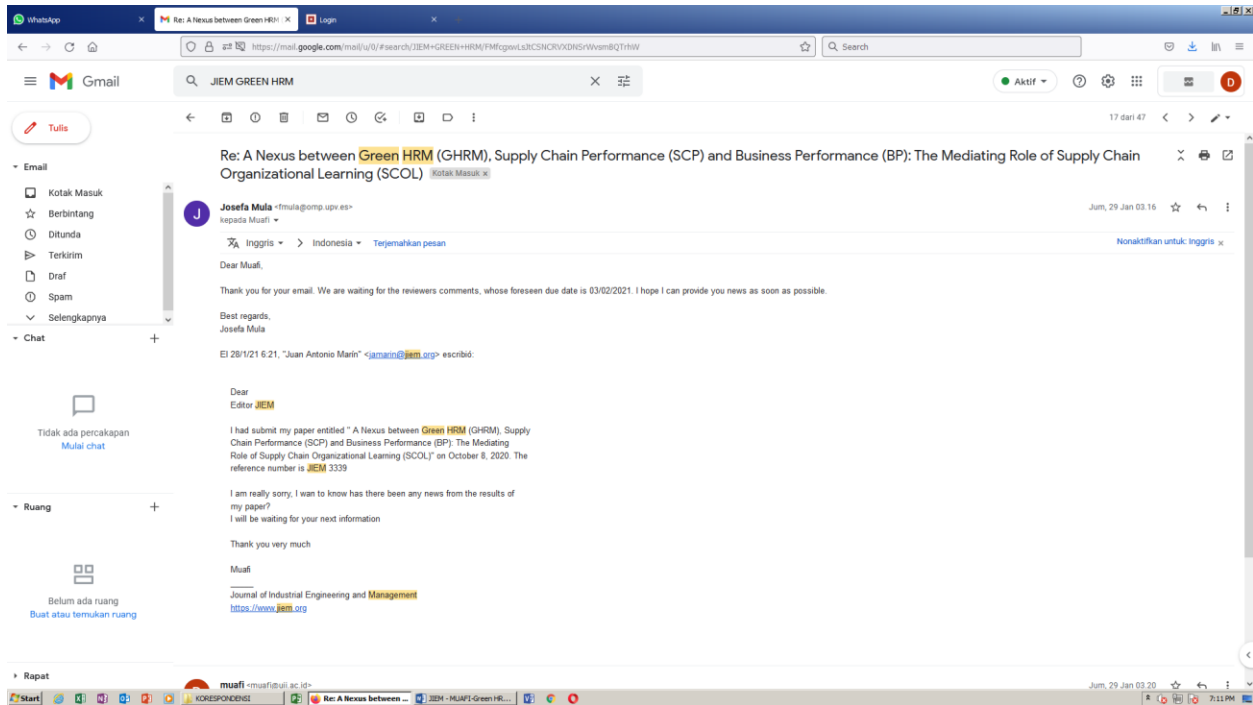 WhatsApp
Re: A Nexus between Green HRM
Login
https://mail.google.com/mail/u/0/#search/JIEM+GREEN+HRM/FMfcgxwLsJtCSNCRVXDNSrWvsmBQTrhW
Search
Gmail
JIEM GREEN HRM
Aktif
D
Tulis
17 dari 47
Email
Kotak Masuk
Berbintang
Ditunda
Terkirim
Draf
Spam
Selengkapnya
Chat
Tidak ada percakapan
Mulai chat
Ruang
Belum ada ruang
Buat atau temukan ruang
Rapat
Re: A Nexus between Green HRM (GHRM), Supply Chain Performance (SCP) and Business Performance (BP): The Mediating Role of Supply Chain
Organizational Learning (SCOL) Kotak Masuk x
J
Josefa Mula <fmula@omp.upv.es>
Jum, 29 Jan 03.16
kepada Muafi
Inggris > Indonesia Terjemahkan pesan
Nonaktifkan untuk: Inggris x
Dear Muafi,
Thank you for your email. We are waiting for the reviewers comments, whose foreseen due date is 03/02/2021. I hope I can provide you news as soon as possible.
Best regards,
Josefa Mula
El 28/1/21 6:21, "Juan Antonio Marín" <jamarin@jiem.org> escribió:
Dear
Editor JIEM
I had submit my paper entitled " A Nexus between Green HRM (GHRM), Supply
Chain Performance (SCP) and Business Performance (BP): The Mediating
Role of Supply Chain Organizational Learning (SCOL)" on October 8, 2020. The
reference number is JIEM 3339
I am really sorry, I wan to know has there been any news from the results of
my paper?
I will be waiting for your next information
Thank you very much
Muafi
_____
Journal of Industrial Engineering and Management
https://www.jiem.org
muafi <muafi@uii.ac.id>
Jum, 29 Jan 03.20
Start
KORESPONDENSI
Re: A Nexus between ...
JIEM - MUAFI-Green HR...
7:11 PM